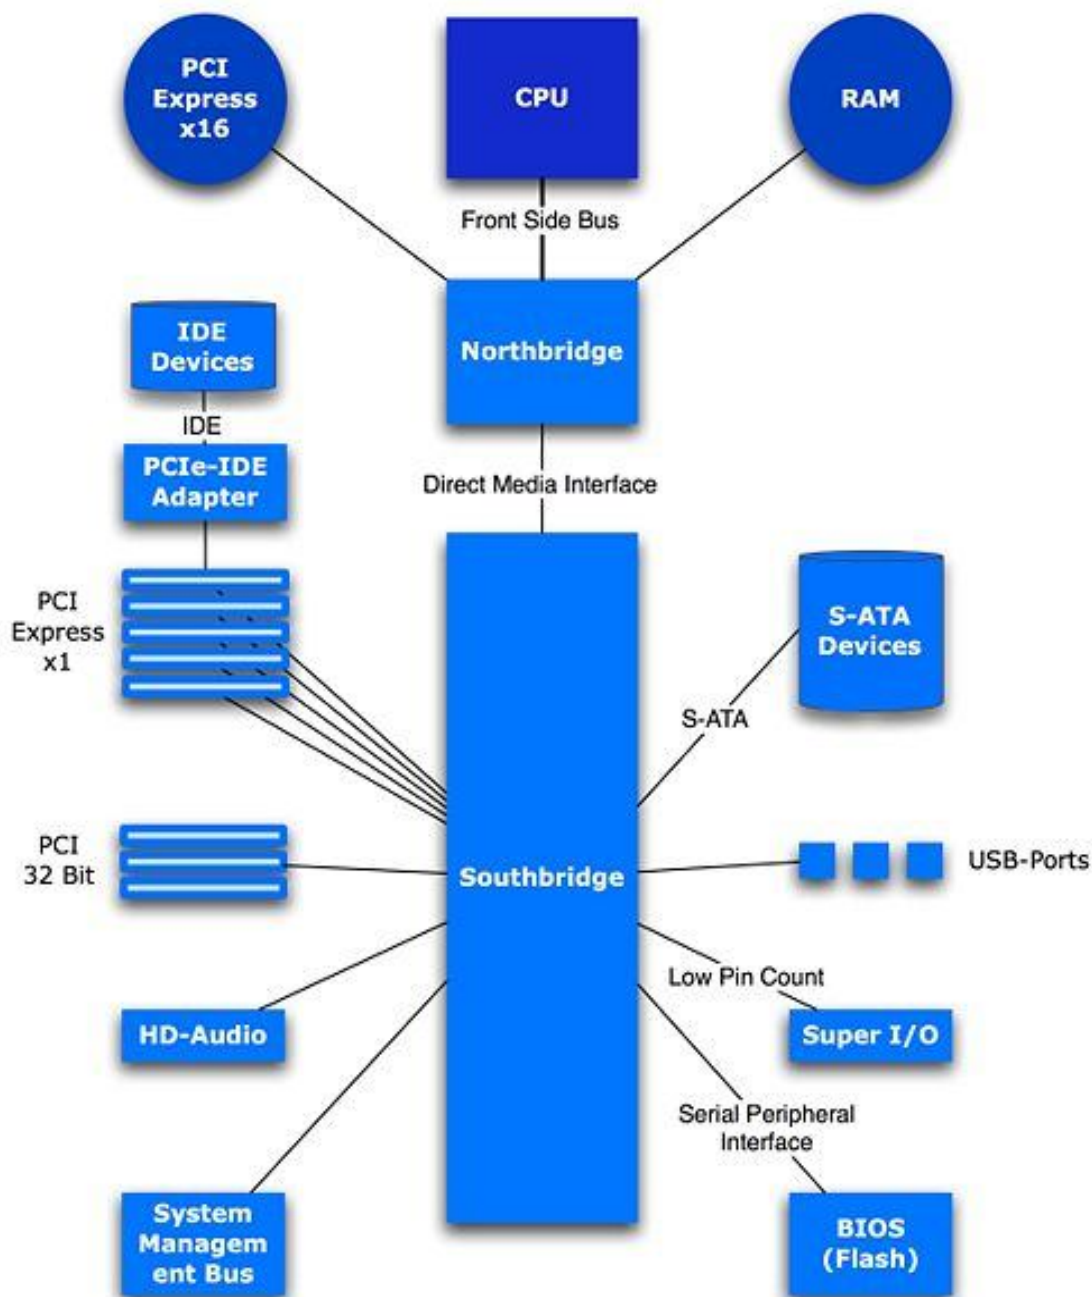 PCI
Express
x16
CPU
RAM
Front Side Bus
Northbridge
IDE
Devices
IDE
PCIe-IDE
Adapter
Direct Media Interface
PCI
Express
x1
S-ATA
Devices
S-ATA
PCI
32 Bit
Southbridge
USB-Ports
Low Pin Count
HD-Audio
Super I/O
Serial Peripheral
Interface
System
Managem
ent Bus
BIOS
(Flash)